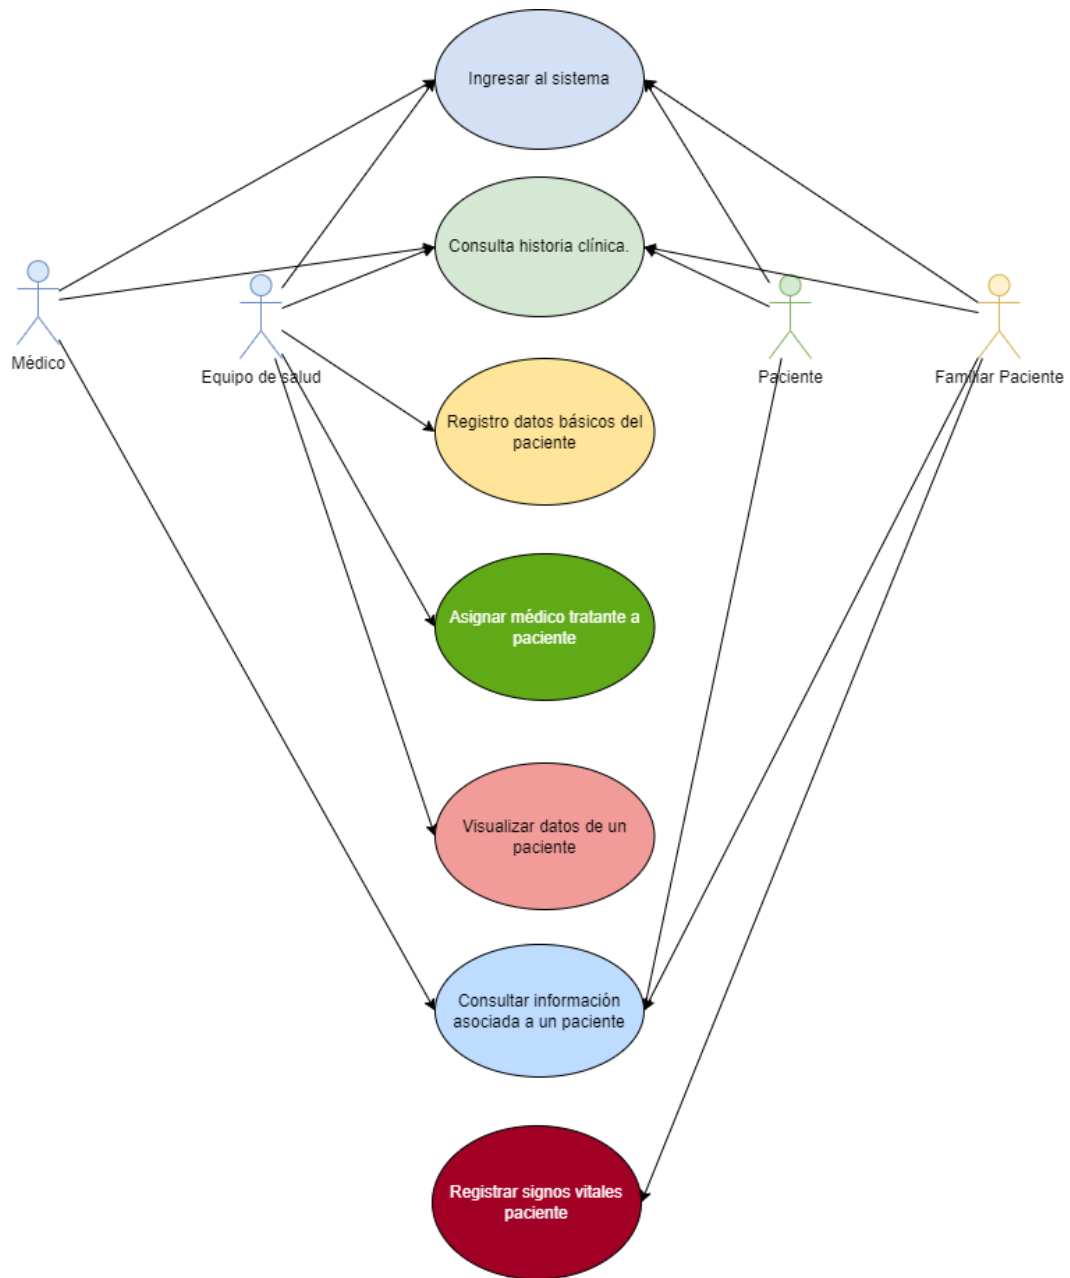 Ingresar al sistema
Consulta historia clínica.
Médico
Equipo de salud
Paciente
Familiar Paciente
Registro datos básicos del
paciente
Asignar médico tratante a
paciente
Visualizar datos de un
paciente
Consultar información
asociada a un paciente
Registrar signos vitales
paciente